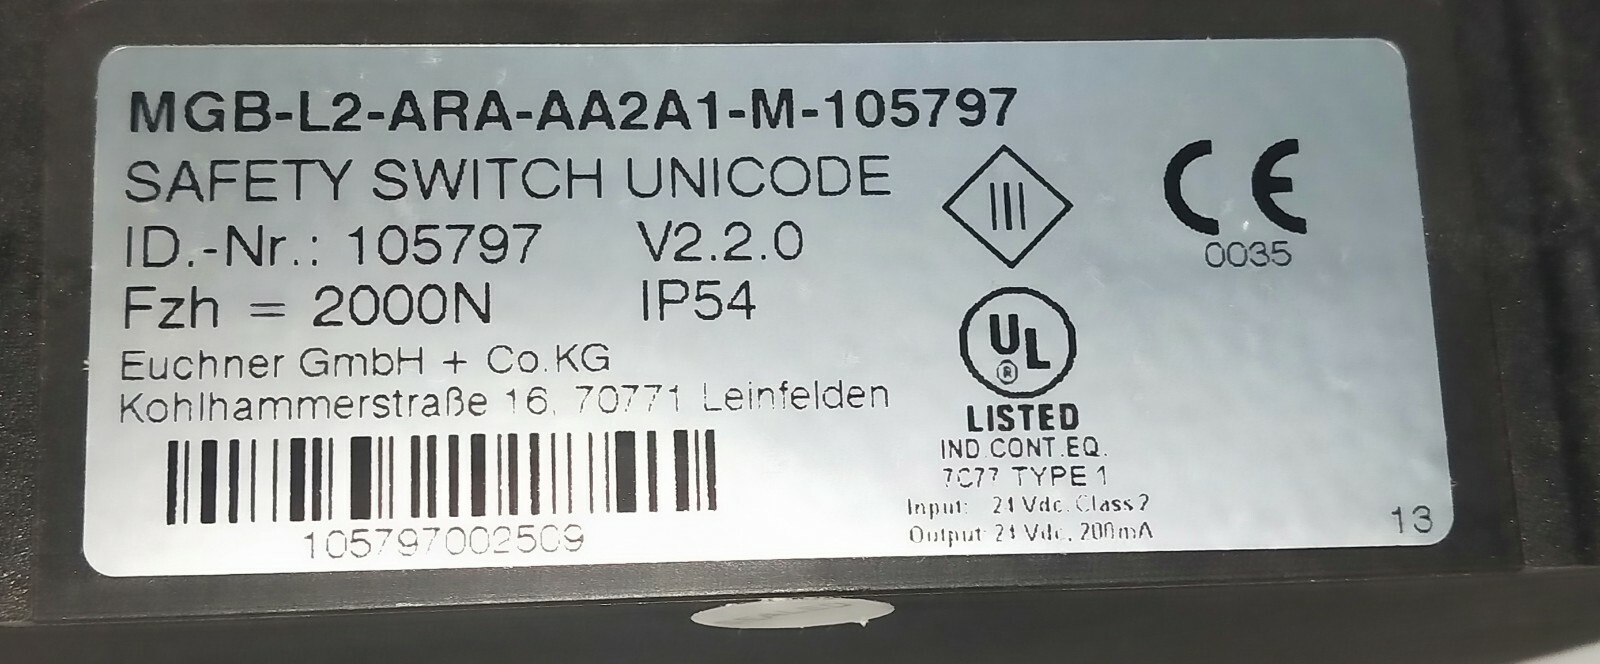 MGB-L2-ARA-AA2A1-M-105797
SAFETY SWITCH UNICODE
ID.-Nr.: 105797 V2.2.0
Fzh = 2000N IP54
Euchner GmbH + Co.KG
Kohlhammerstraße 16, 70771 Leinfelden
105797002509
III
CE
0035
UL
®
LISTED
IND.CONT.EQ.
7C77 TYPE 1
Input: 24 Vdc. Class 2
Output 24 Vdc, 200mA
13